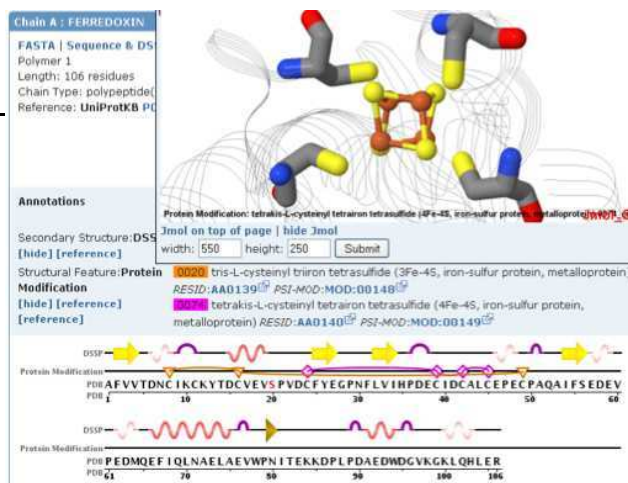 Chain A : FERREDOXIN
FASTA | Sequence & DSS
Polymer 1
Length: 106 residues
Chain Type: polypeptide(
Reference: UniProtKB
Protein Modification: tetrakis-L-cysteinyl tetrairon tetrasulfide (4Fe-4S, iron-sulfur protein,
Annotations
Jmol on top of page | hide Jmol
width: 550 height: 250 Submit
Secondary Structure:DSS
[hide] [reference]
Structural Feature:Protein Modification
[hide] [reference]
[reference]
0020 tris-L-cysteinyl triiron tetrasulfide (3Fe-4S, iron-sulfur protein, metalloprotein)
RESID:AA0139 PSI-MOD:MOD:00148
tetrakis-L-cysteinyl tetrairon tetrasulfide (4Fe-4S, iron-sulfur protein,
metalloprotein) RESID:AA0140 PSI-MOD:MOD:00149
DSSP
Protein Modification
PDB AFVVTDNCIKCKYTDCVEVSPVDCFYEGPNFLVIHPDECIDCALCEPECPAQAIFSEDEV
PDB 1 10 20 30 40 50 60
DSSP
Protein Modification
PDB PEDMQEFIQLNAELAEVWPNITEKKDPLPDAEDWDGVKGKLQHLER
PDB 61 70 80 90 100 106